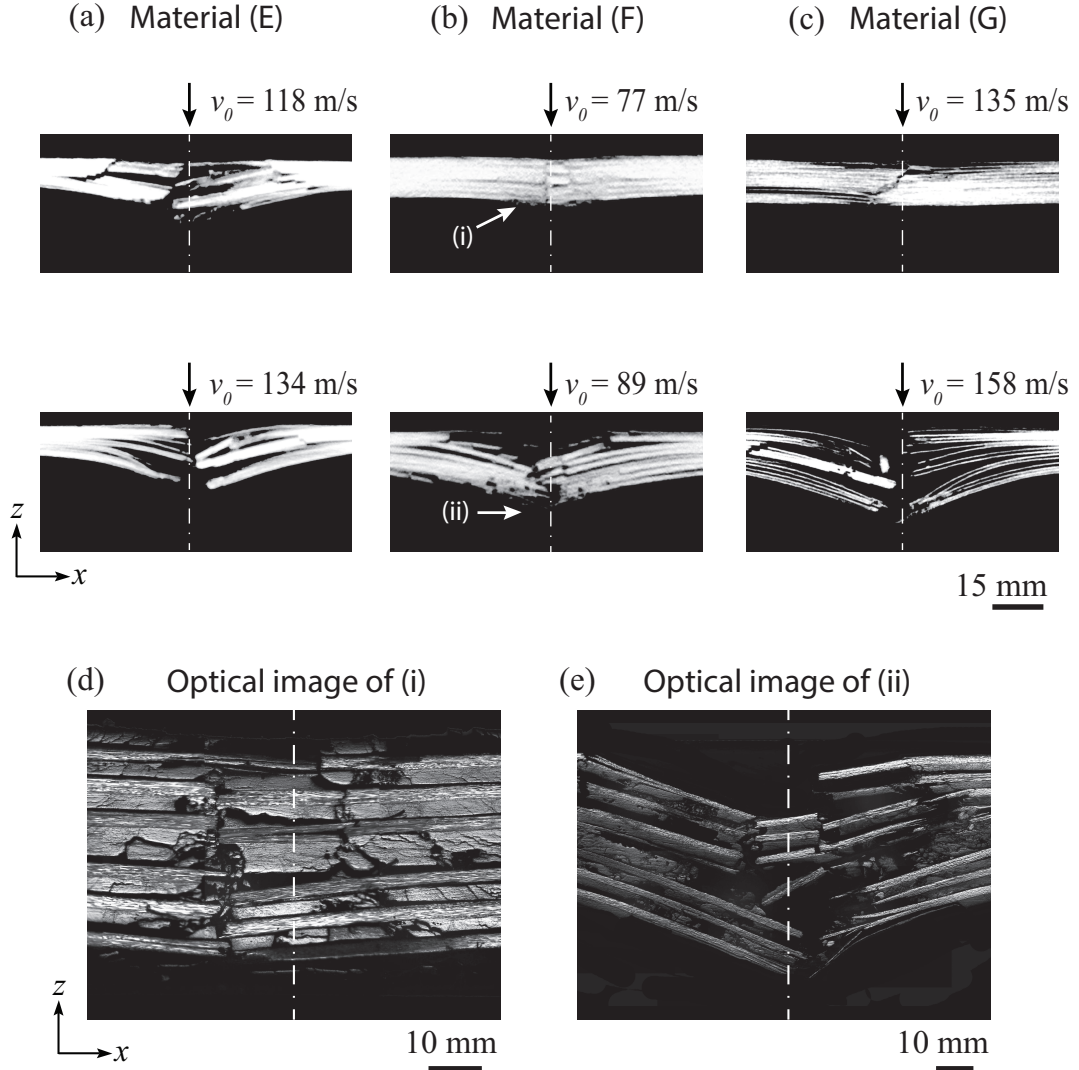 (a) Material (E)
(b) Material (F)
(c) Material (G)
v0 = 118 m/s
v0 = 77 m/s
v0 = 135 m/s
(i)
v0 = 134 m/s
v0 = 89 m/s
v0 = 158 m/s
(ii)
z
x
15 mm
(d) Optical image of (i)
(e) Optical image of (ii)
z
x
10 mm
10 mm